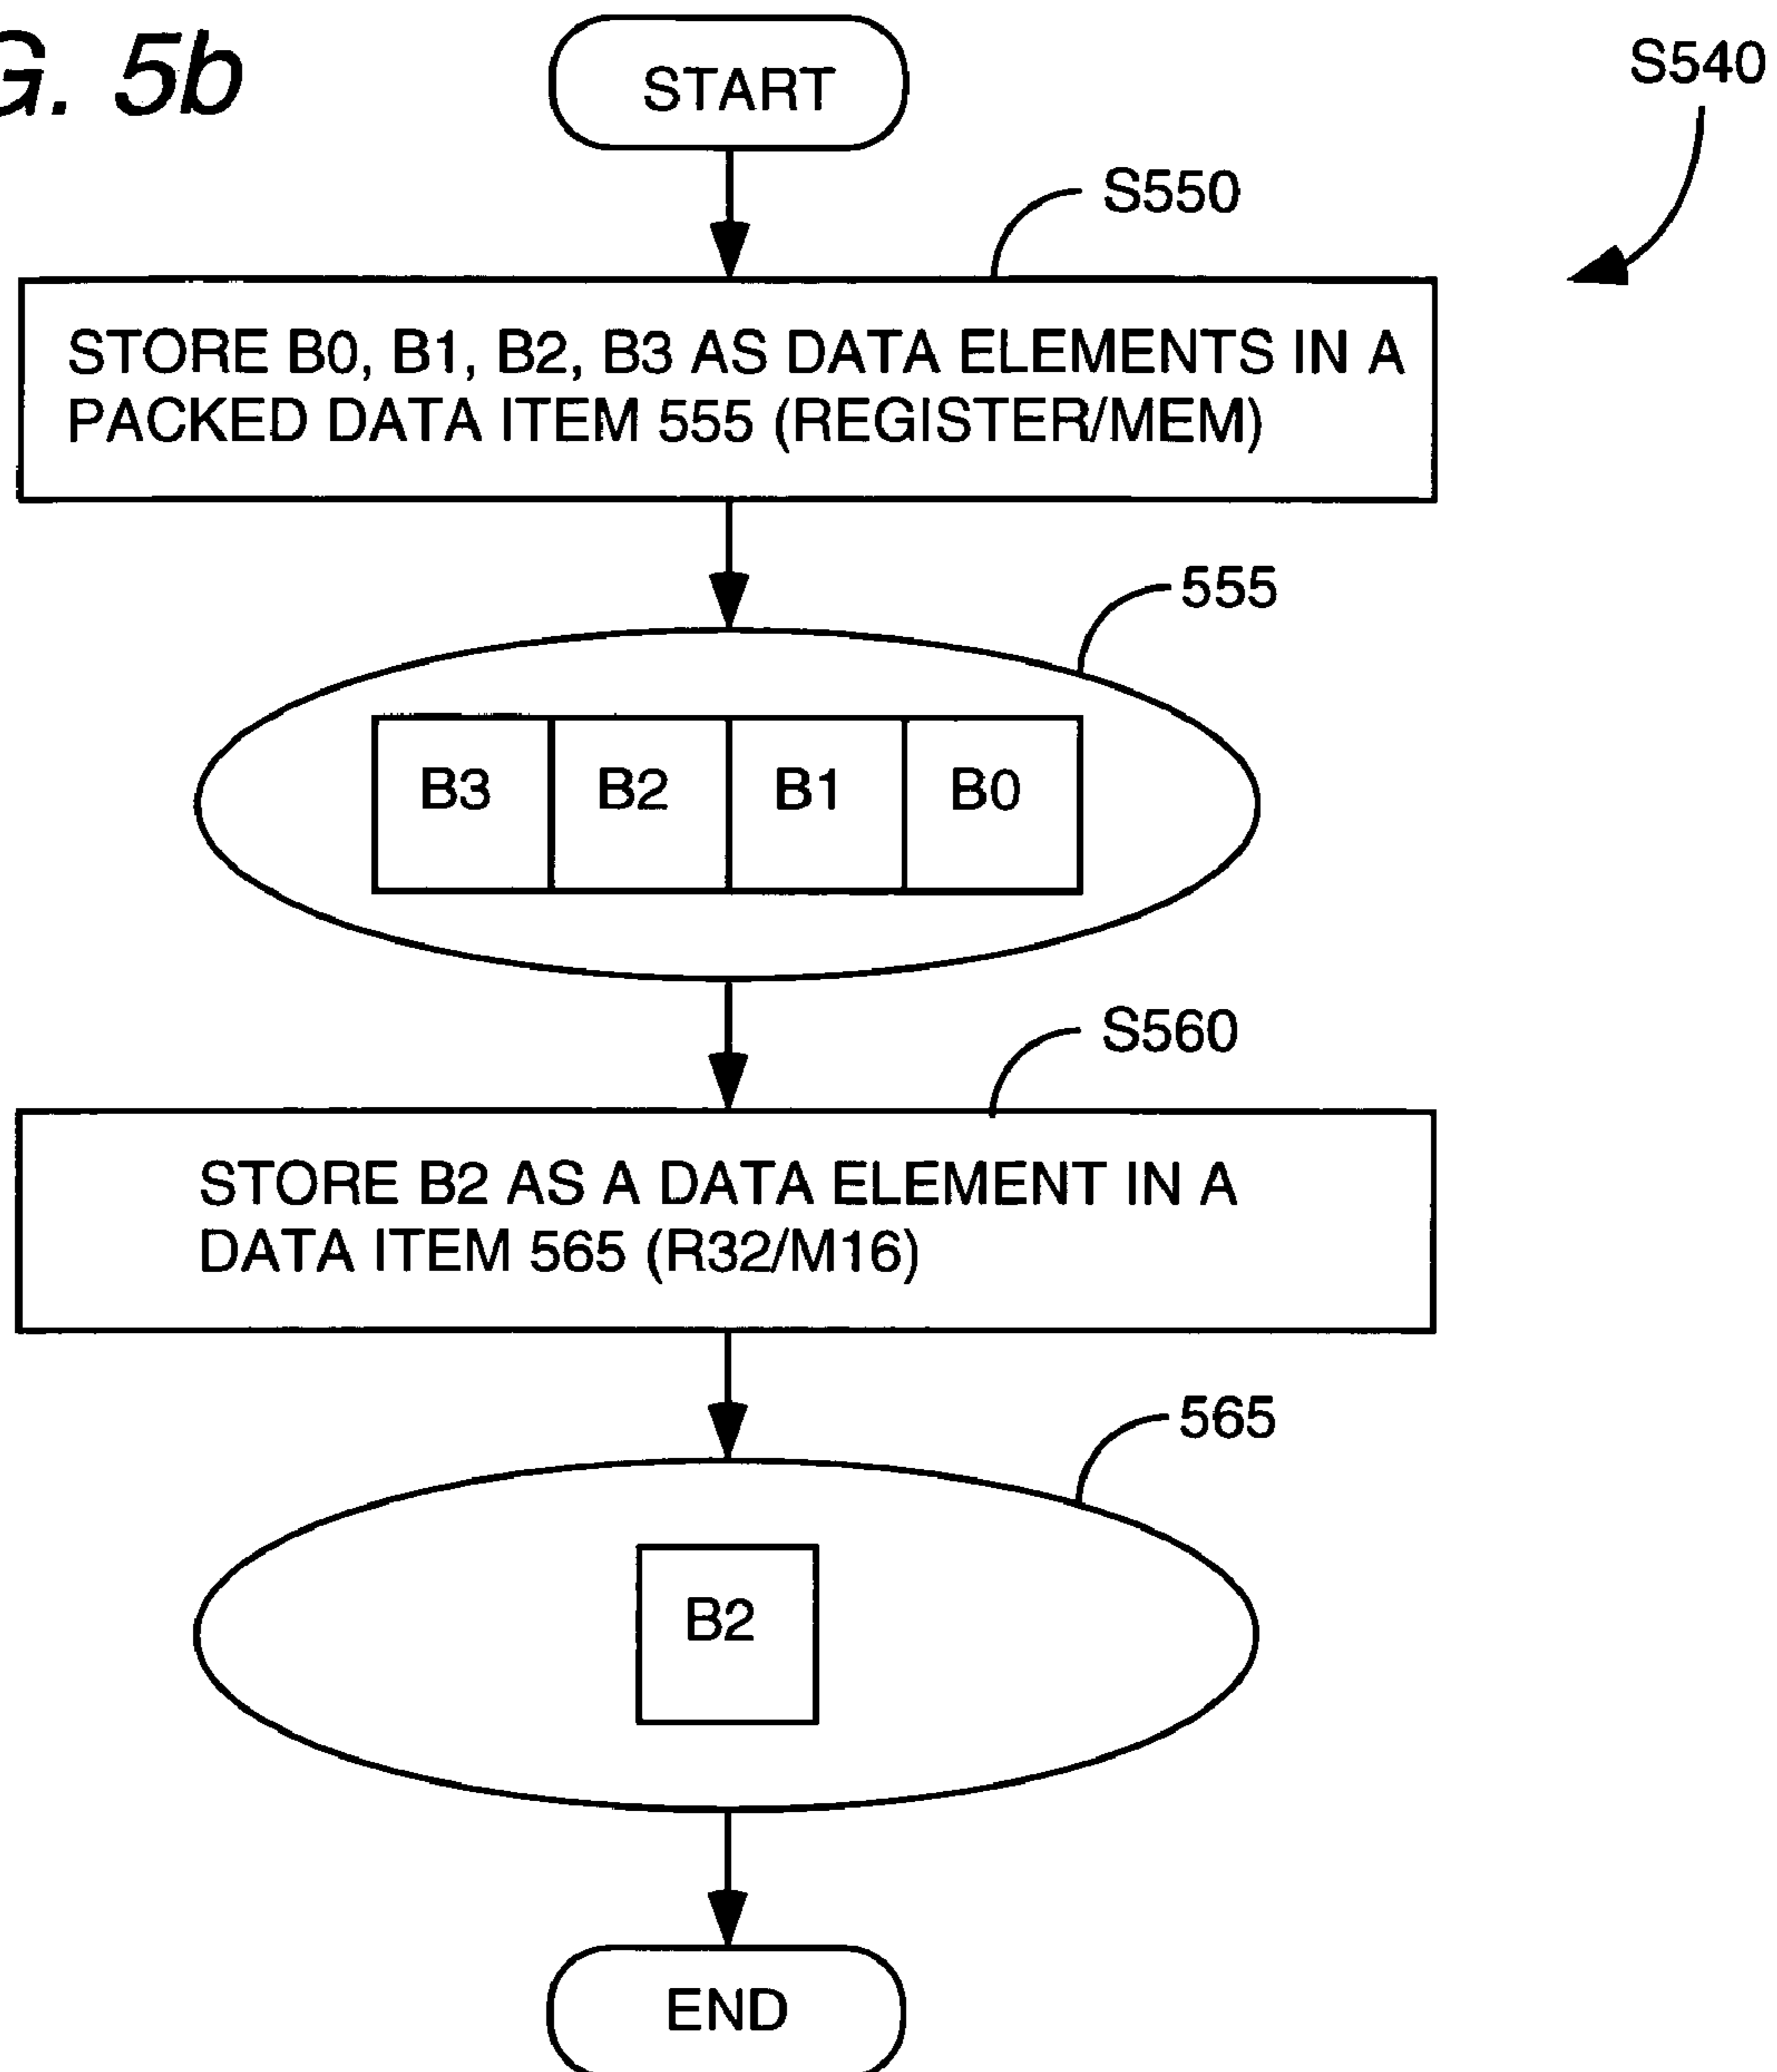 G. 5b
START
S540
S550
STORE B0, B1, B2, B3 AS DATA ELEMENTS IN A
PACKED DATA ITEM 555 (REGISTER/MEM)
555
B3 B2 B1 B0
S560
STORE B2 AS A DATA ELEMENT IN A
DATA ITEM 565 (R32/M16)
565
B2
END